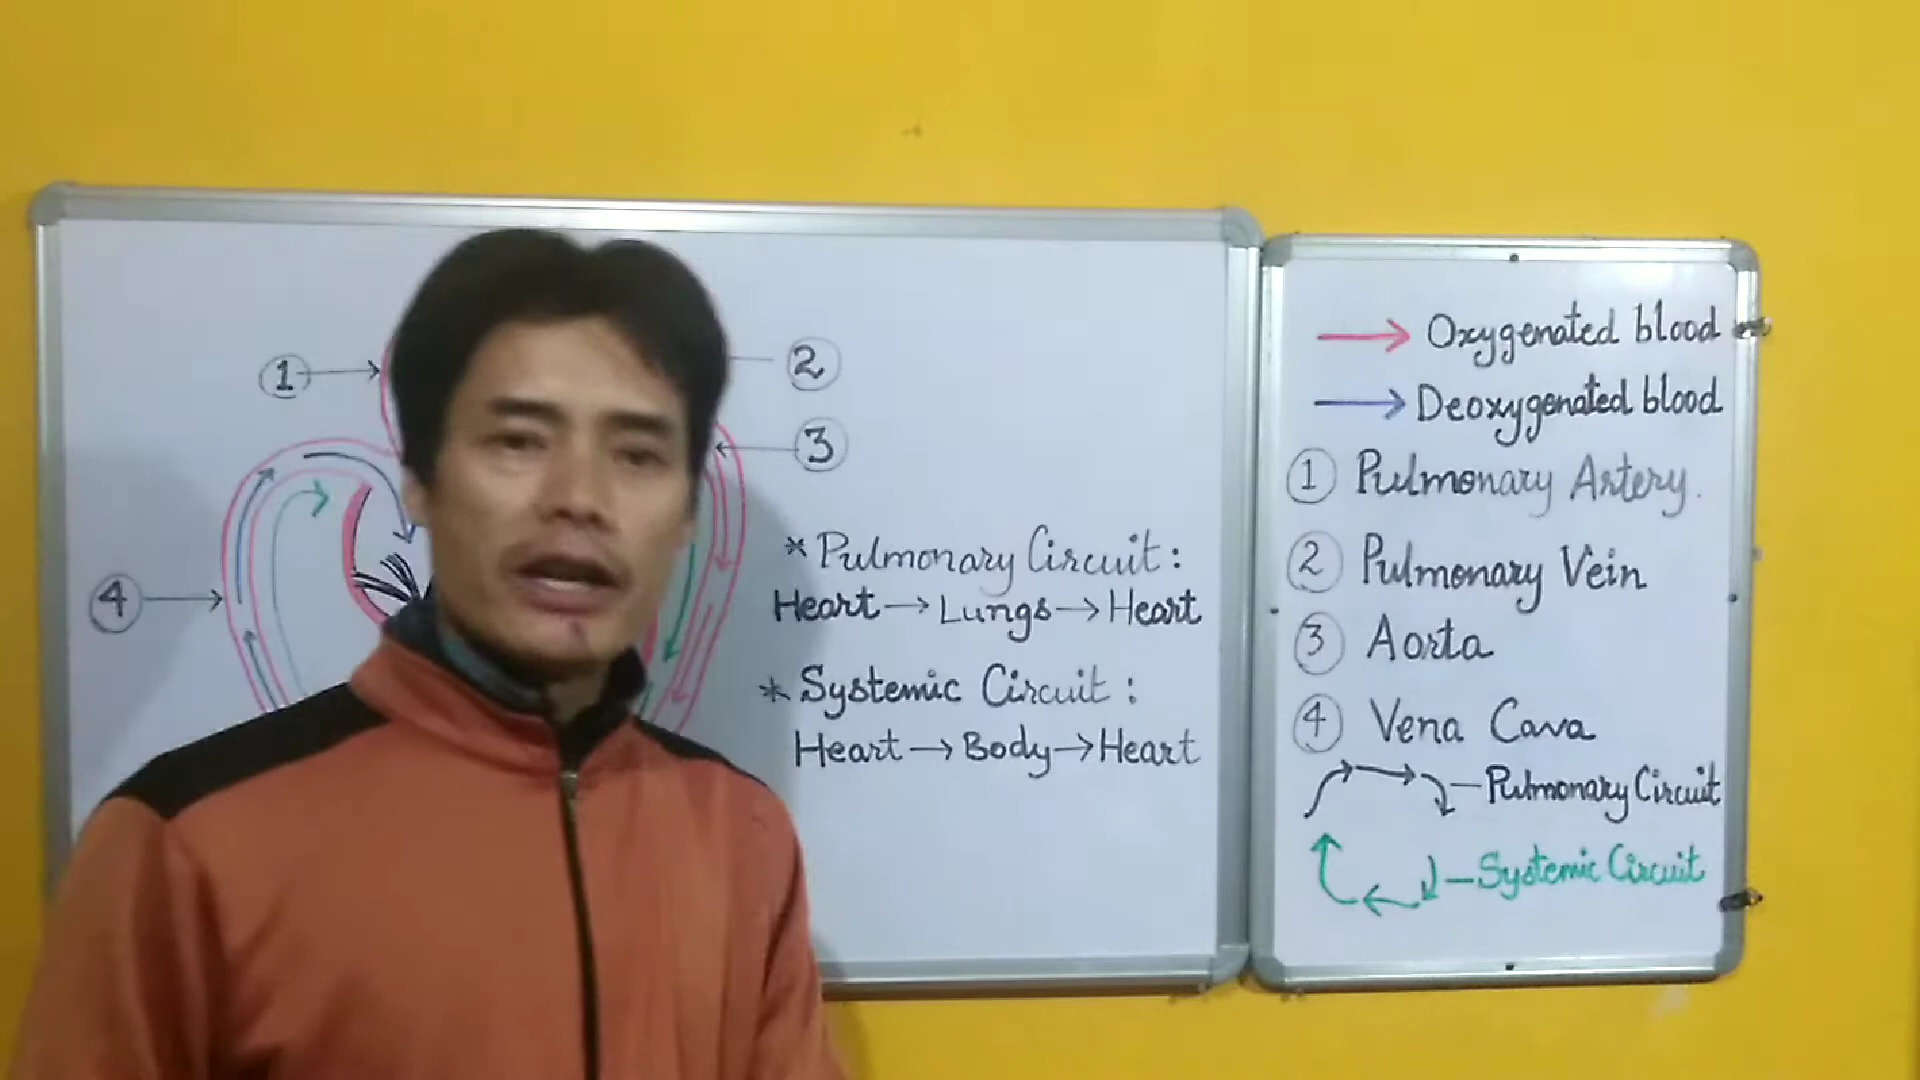 1
2
3
4
* Pulmonary Circuit :
Heart → Lungs → Heart
* Systemic Circuit :
Heart → Body → Heart
→ Oxygenated blood
→ Deoxygenated blood
1 Pulmonary Artery.
2 Pulmonary Vein
3 Aorta
4 Vena Cava
— Pulmonary Circuit
— Systemic Circuit